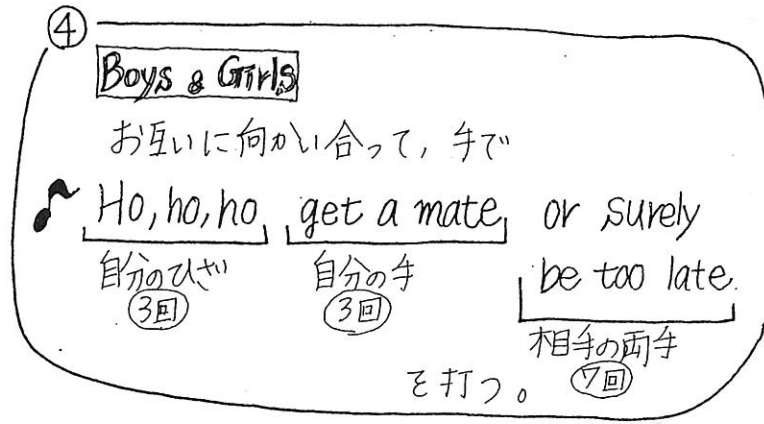 ④
Boys & Girls
お互いに向かい合って, 手で
Ho, ho, ho get a mate or surely
be too late.
自分のひざ 自分の手
3回 3回
相手の両手
7回
を打つ。